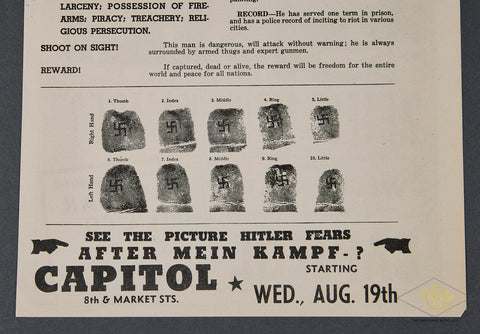 painting.
LARCENY; POSSESSION OF FIRE-
ARMS; PIRACY; TREACHERY; RELI-
GIOUS PERSECUTION.
RECORD—He has served one term in prison,
and has a police record of inciting to riot in various
cities.
SHOOT ON SIGHT!
This man is dangerous, will attack without warning; he is always
surrounded by armed thugs and expert gunmen.
REWARD!
If captured, dead or alive, the reward will be freedom for the entire
world and peace for all nations.
Right Hand
1. Thumb 2. Index 3. Middle 4. Ring 5. Little
Left Hand
6. Thumb 7. Index 8. Middle 9. Ring 10. Little
SEE THE PICTURE HITLER FEARS
AFTER MEIN KAMPF-?
CAPITOL
8th & MARKET STS.
STARTING
WED., AUG. 19th